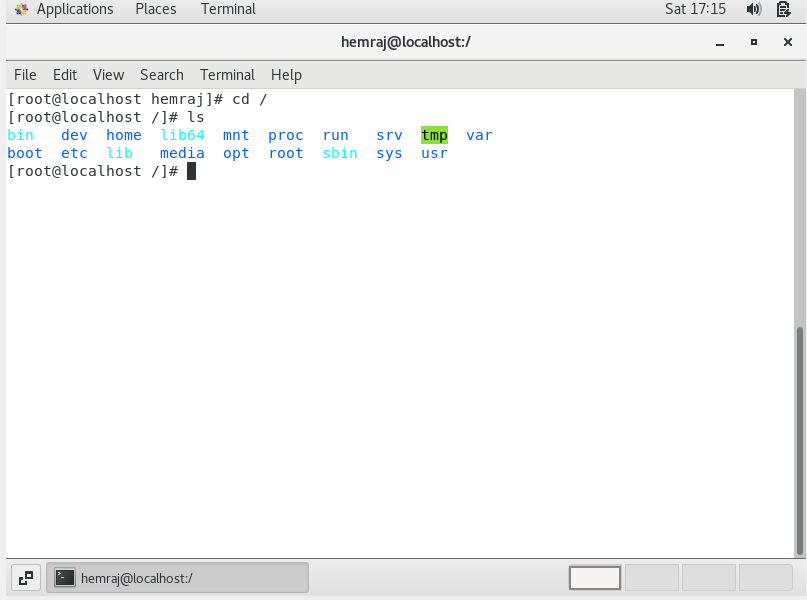 Applications Places Terminal Sat 17:15
hemraj@localhost:/
File Edit View Search Terminal Help
[root@localhost hemraj]# cd /
[root@localhost /]# ls
bin dev home lib64 mnt proc run srv tmp var
boot etc lib media opt root sbin sys usr
[root@localhost /]#
hemraj@localhost:/